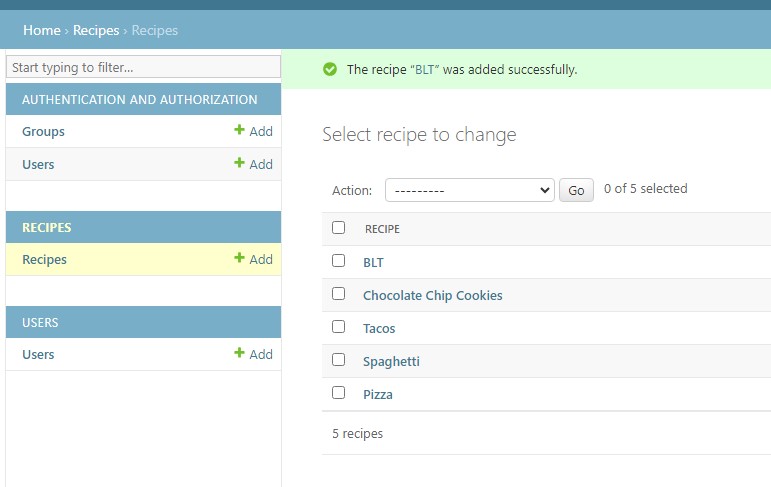 Home › Recipes › Recipes
Start typing to filter...
AUTHENTICATION AND AUTHORIZATION
Groups + Add
Users + Add
RECIPES
Recipes + Add
USERS
Users + Add
The recipe “BLT” was added successfully.
Select recipe to change
Action: --------- Go 0 of 5 selected
RECIPE
BLT
Chocolate Chip Cookies
Tacos
Spaghetti
Pizza
5 recipes